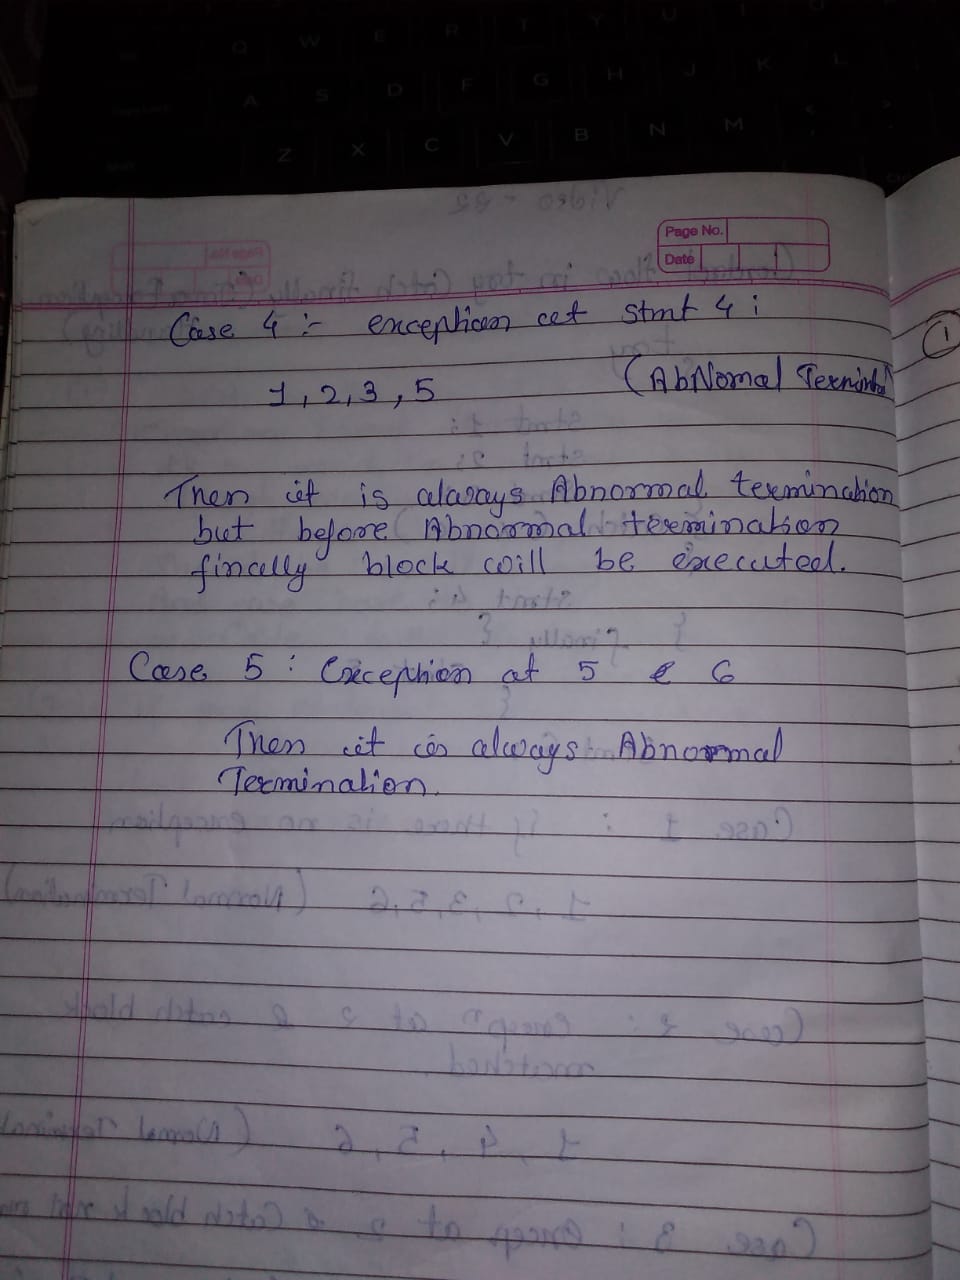 Page No.
Date
Case 4 :- exception at stmt 4 ;
1, 2, 3, 5 (AbNomal
Then it is always Abnormal termination
but before Abnormal termination
finally block will be executed.
Case 5 : Exception at 5 & 6
Then it is always Abnormal
Termination.
1